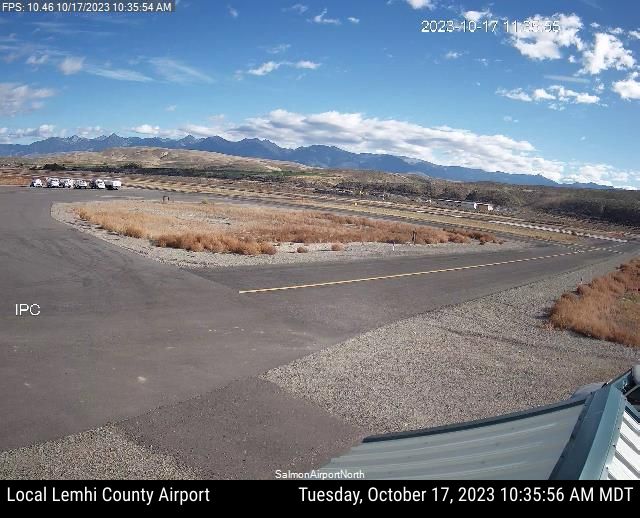 FPS: 10.46 10/17/2023 10:35:54 AM
2023-10-17 11:35:55
IPC
SalmonAirportNorth
Local Lemhi County Airport
Tuesday, October 17, 2023 10:35:56 AM MDT